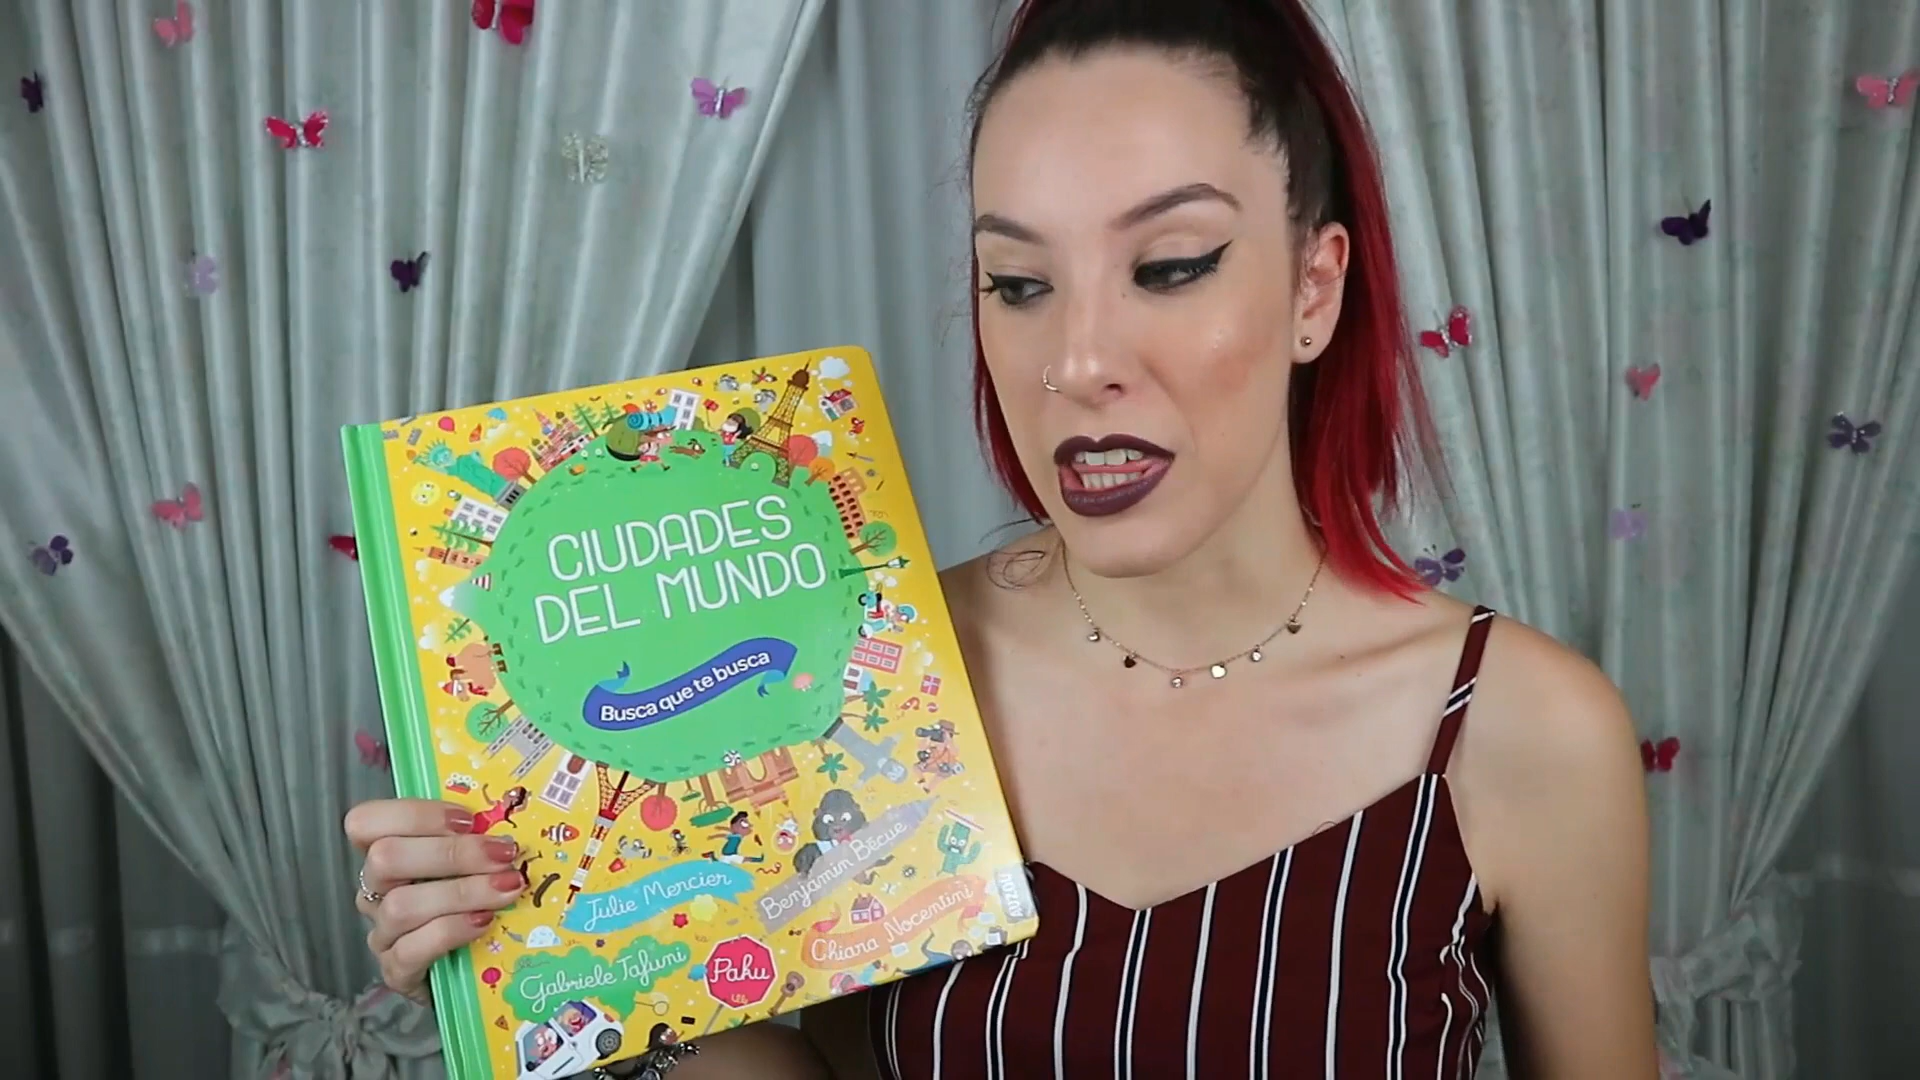 CIUDADES
DEL MUNDO
Busca que te busca
Julie Mercier
Benjamin Bécue
Gabriele Tafuni
Paku
Chiara Nocentini
AUZOU